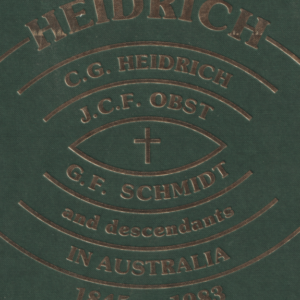 HEIDRICH
C.G. HEIDRICH
J.C.F. OBST
G.F. SCHMIDT
and descendants
IN AUSTRALIA